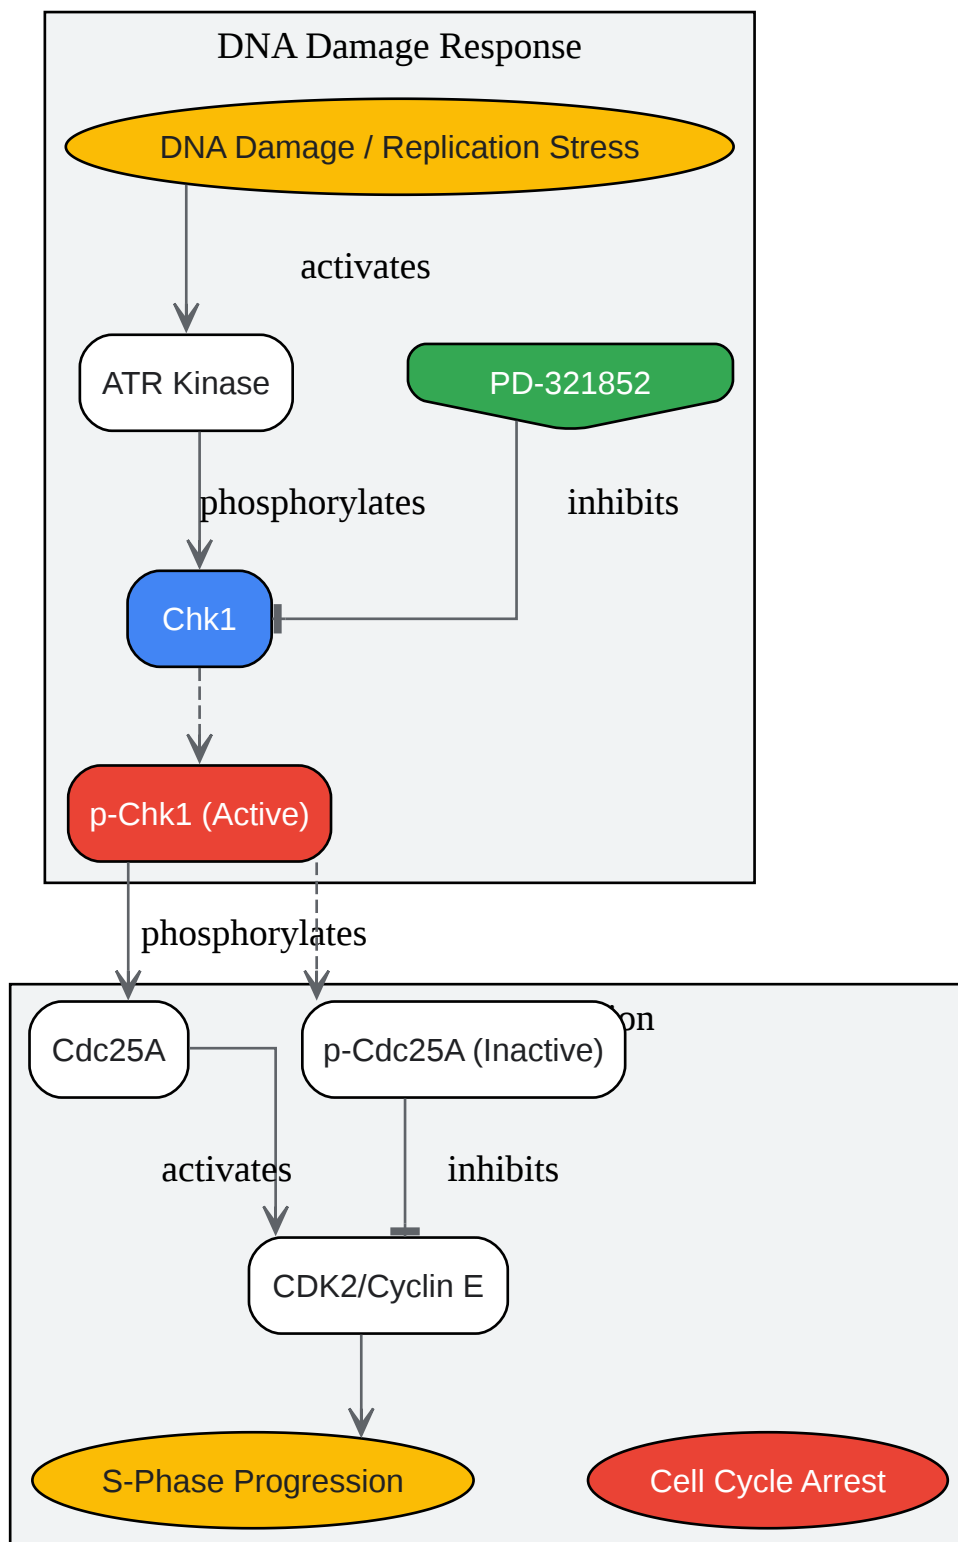 DNA Damage Response
DNA Damage / Replication Stress
activates
ATR Kinase
PD-321852
phosphorylates
inhibits
Chk1
p-Chk1 (Active)
phosphorylates
Cdc25A
p-Cdc25A (Inactive)
activates
inhibits
CDK2/Cyclin E
S-Phase Progression
Cell Cycle Arrest